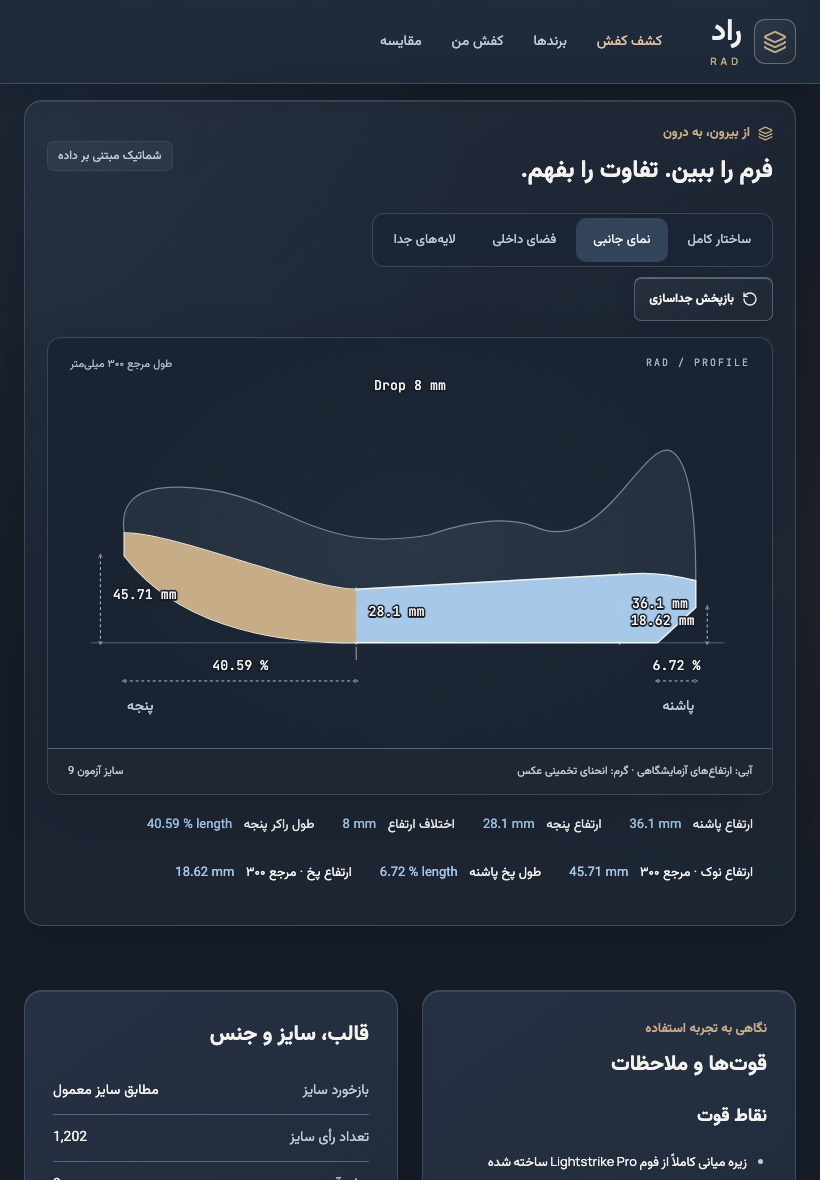 راد
RAD
کشف کفش
برندها
کفش من
مقایسه
از بیرون، به درون
فرم را ببین. تفاوت را بفهم.
شماتیک مبتنی بر داده
ساختار کامل
نمای جانبی
فضای داخلی
لایه‌های جدا
بازپخش جداسازی
RAD / PROFILE
طول مرجع ۳۰۰ میلی‌متر
Drop 8 mm
45.71 mm
28.1 mm
36.1 mm
18.62 mm
40.59 %
6.72 %
پنجه
پاشنه
آبی: ارتفاع‌های آزمایشگاهی · گرم: انحنای تخمینی عکس
سایز آزمون 9
ارتفاع پاشنه 36.1 mm
ارتفاع پنجه 28.1 mm
اختلاف ارتفاع 8 mm
طول راکر پنجه 40.59 % length
ارتفاع نوک · مرجع ۳۰۰ 45.71 mm
طول پخ پاشنه 6.72 % length
ارتفاع پخ · مرجع ۳۰۰ 18.62 mm
نگاهی به تجربه استفاده
قوت‌ها و ملاحظات
نقاط قوت
زیره میانی کاملاً از فوم Lightstrike Pro ساخته شده
قالب، سایز و جنس
بازخورد سایز
مطابق سایز معمول
تعداد رأی سایز
1,202